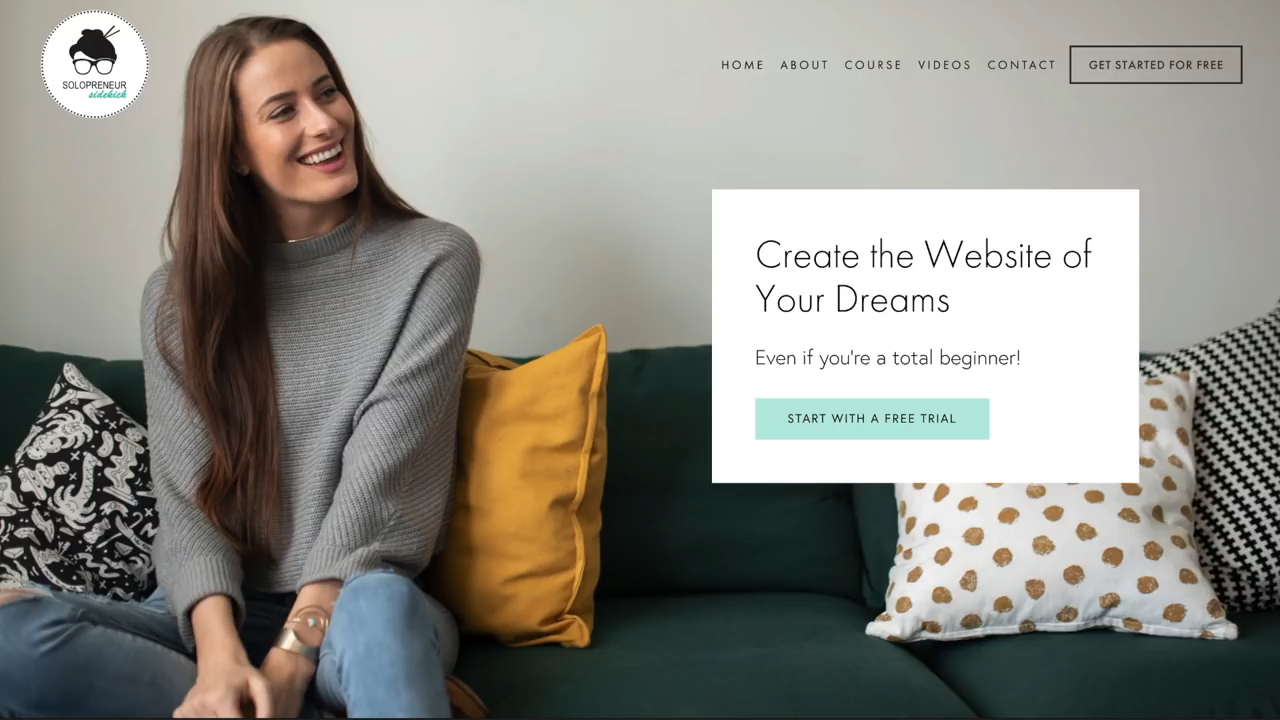 SOLOPRENEUR
sidekick
HOME ABOUT COURSE VIDEOS CONTACT GET STARTED FOR FREE
Create the Website of
Your Dreams
Even if you're a total beginner!
START WITH A FREE TRIAL